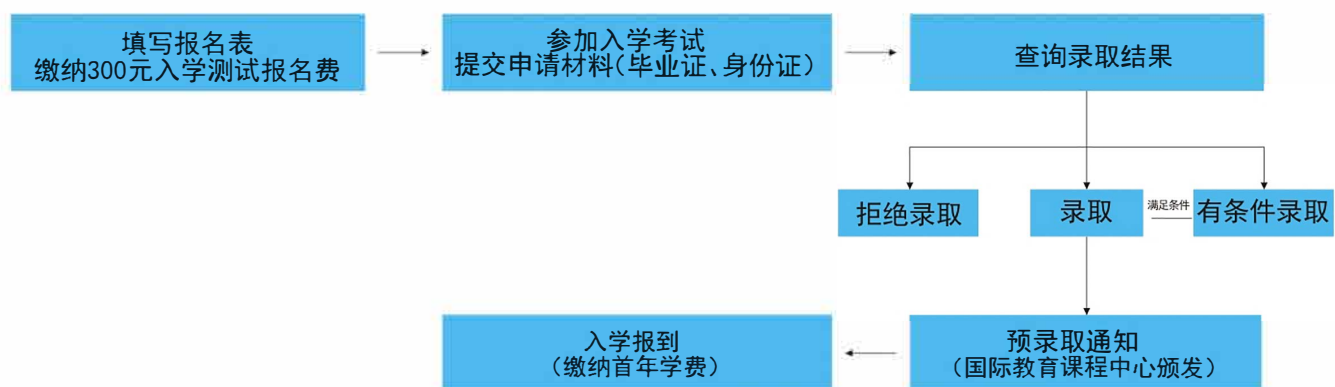 填写报名表
缴纳300元入学测试报名费
参加入学考试
提交申请材料(毕业证、身份证)
查询录取结果
拒绝录取
录取
满足条件
有条件录取
预录取通知
(国际教育课程中心颁发)
入学报到
(缴纳首年学费)